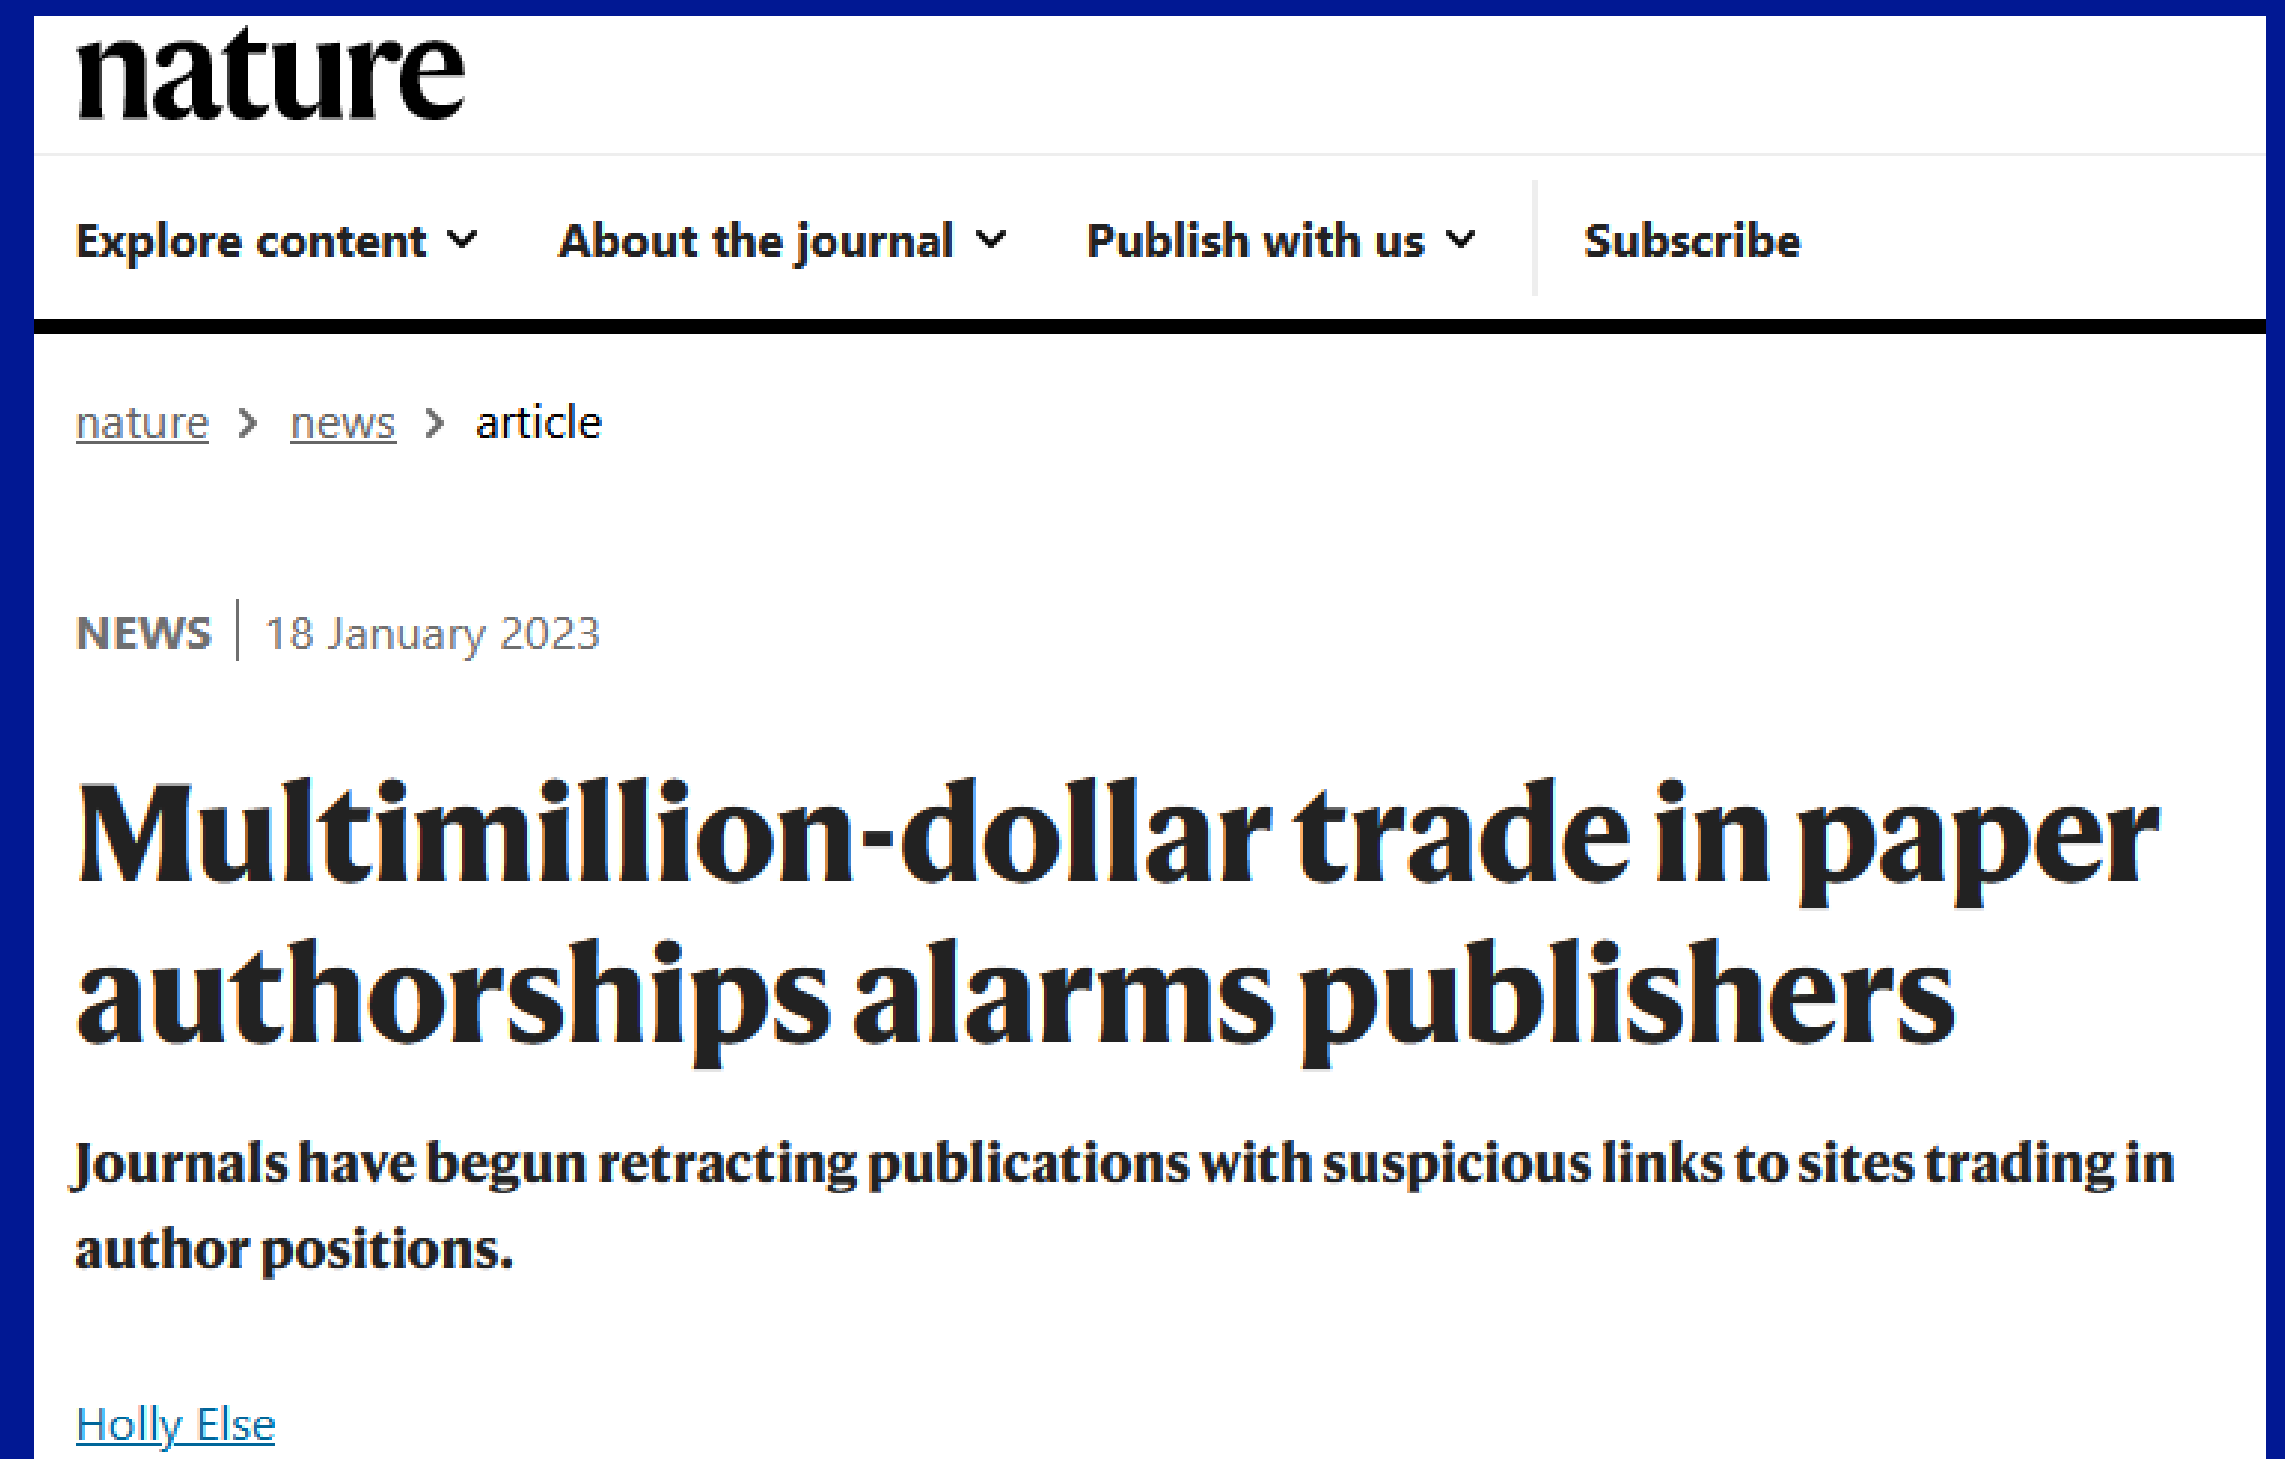 nature
Explore content About the journal Publish with us Subscribe
nature > news > article
NEWS | 18 January 2023
Multimillion-dollar trade in paper
authorships alarms publishers
Journals have begun retracting publications with suspicious links to sites trading in
author positions.
Holly Else